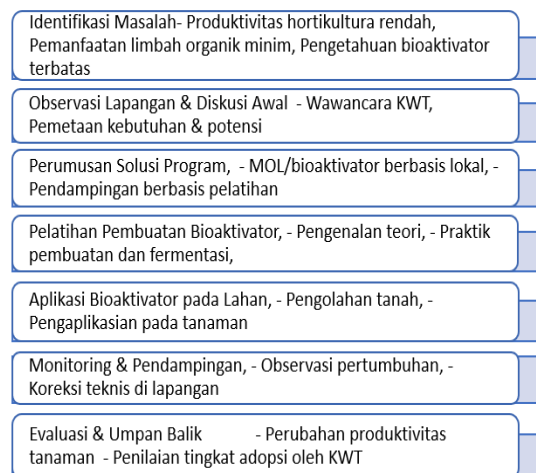 Identifikasi Masalah- Produktivitas hortikultura rendah,
Pemanfaatan limbah organik minim, Pengetahuan bioaktivator
terbatas
Observasi Lapangan & Diskusi Awal - Wawancara KWT,
Pemetaan kebutuhan & potensi
Perumusan Solusi Program, - MOL/bioaktivator berbasis lokal, -
Pendampingan berbasis pelatihan
Pelatihan Pembuatan Bioaktivator, - Pengenalan teori, - Praktik
pembuatan dan fermentasi,
Aplikasi Bioaktivator pada Lahan, - Pengolahan tanah, -
Pengaplikasian pada tanaman
Monitoring & Pendampingan, - Observasi pertumbuhan, -
Koreksi teknis di lapangan
Evaluasi & Umpan Balik - Perubahan produktivitas
tanaman - Penilaian tingkat adopsi oleh KWT